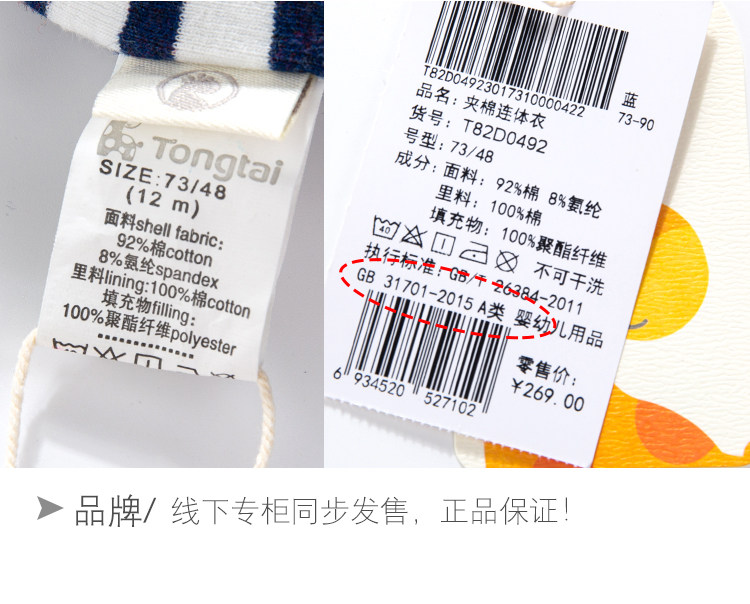 Tongtai
SIZE:73/48
(12 m)
面料shell fabric:
92%棉cotton
8%氨纶spandex
里料lining:100%棉cotton
填充物filling:
100%聚酯纤维polyester
T82D04923017310000422
蓝
73-90
品名: 夹棉连体衣
货号: T82D0492
号型: 73/48
成分: 面料: 92%棉 8%氨纶
里料: 100%棉
填充物: 100%聚酯纤维
40
不可干洗
执行标准: GB/T 26384-2011
GB 31701-2015 A类 婴幼儿用品
零售价:
¥269.00
6 934520 527102
品牌/ 线下专柜同步发售, 正品保证!